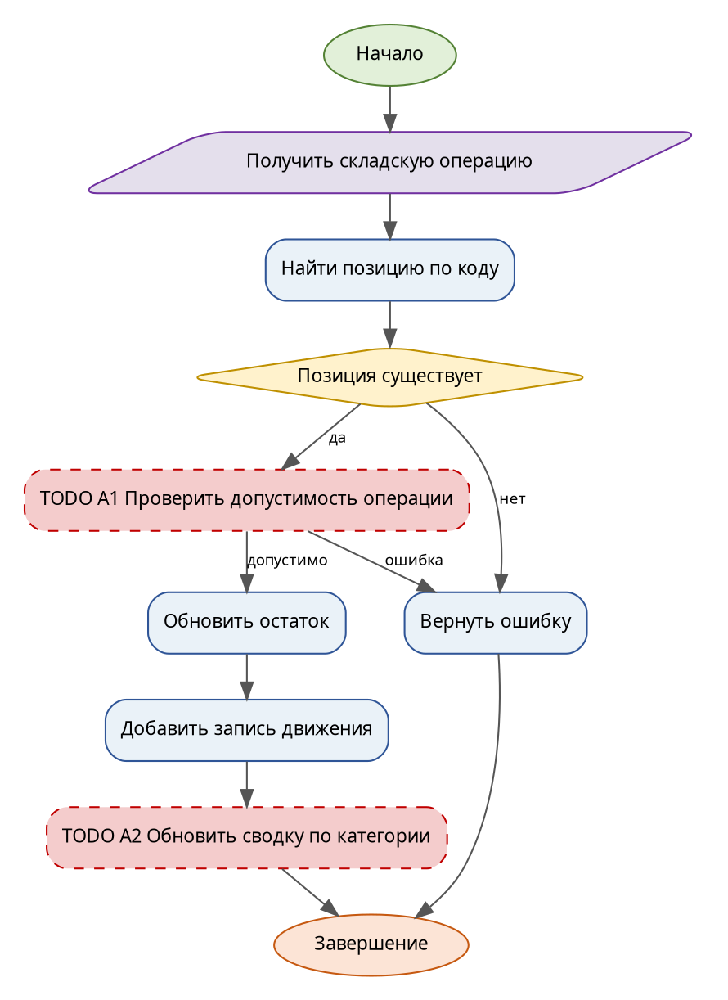 Начало
Получить складскую операцию
Найти позицию по коду
Позиция существует
да
TODO A1 Проверить допустимость операции
нет
допустимо
ошибка
Обновить остаток
Вернуть ошибку
Добавить запись движения
TODO A2 Обновить сводку по категории
Завершение